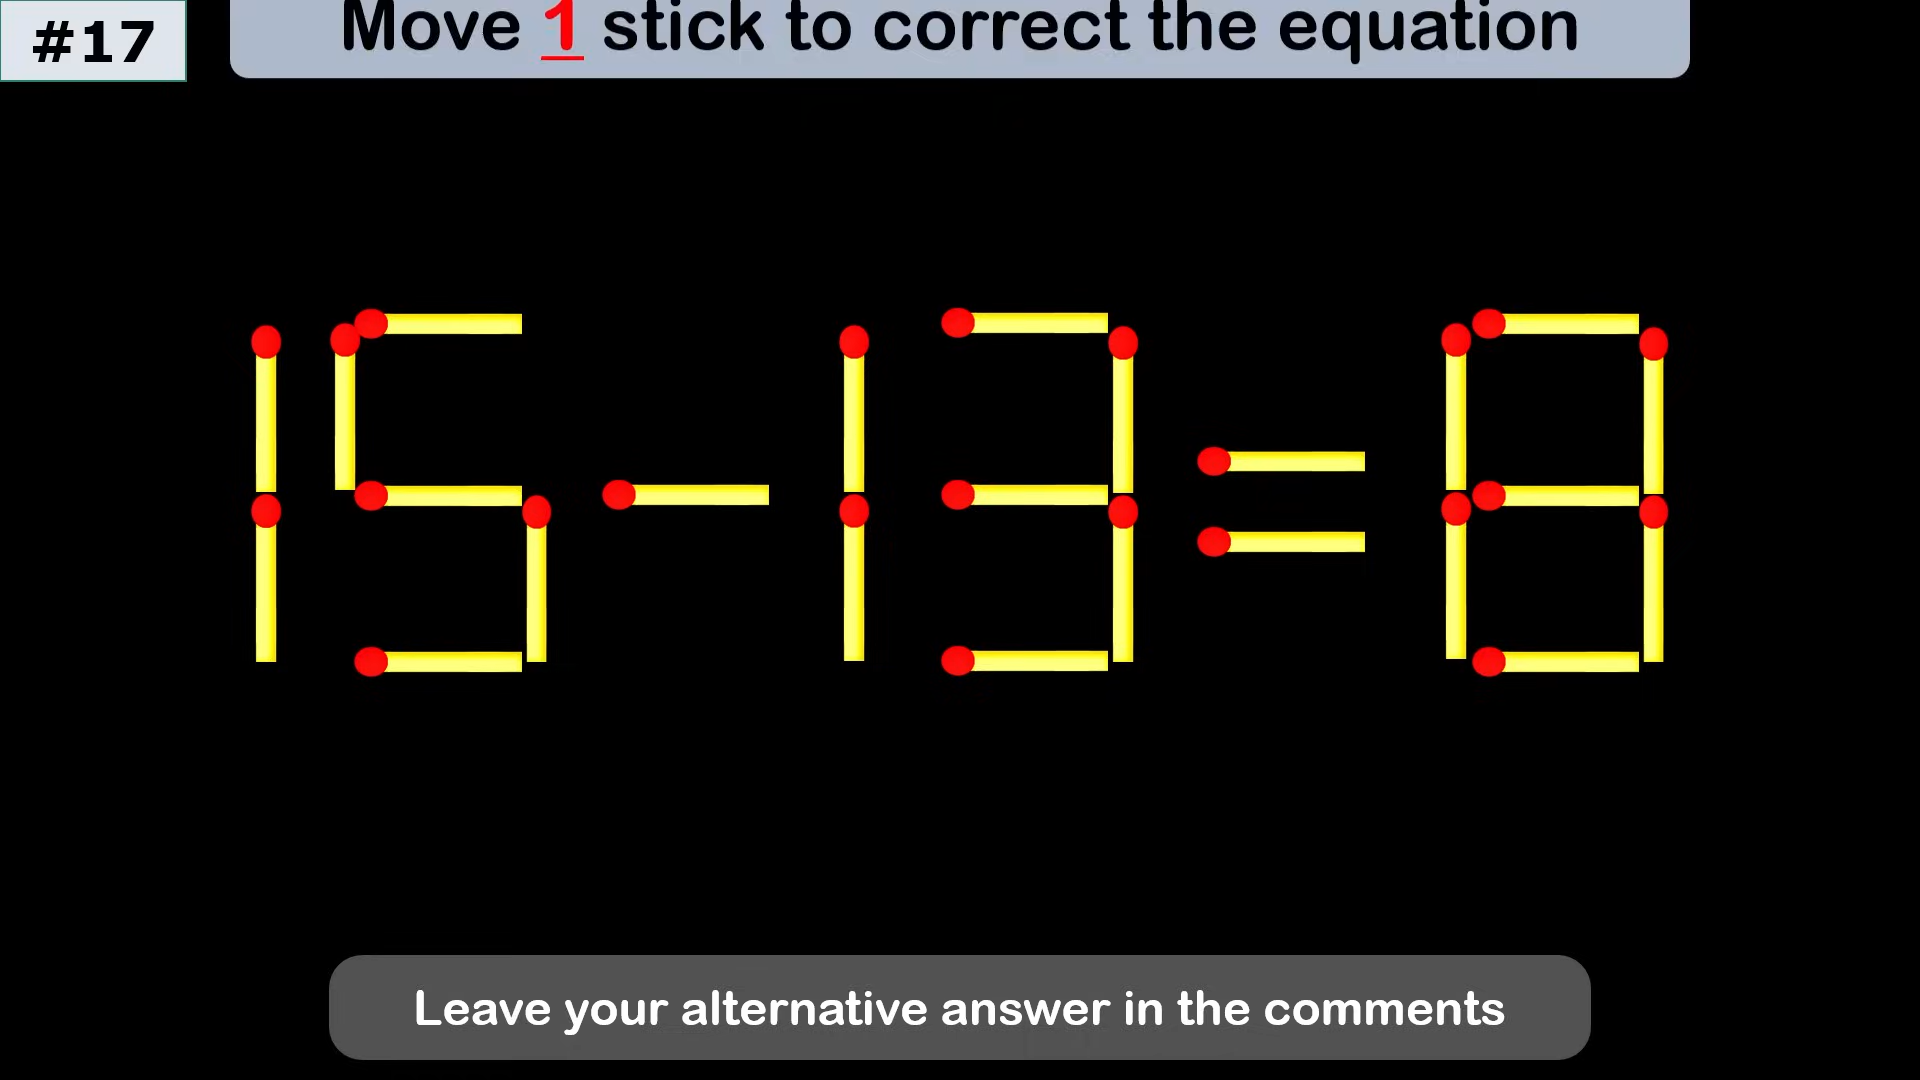 #17
Move 1 stick to correct the equation
15-13=8
Leave your alternative answer in the comments